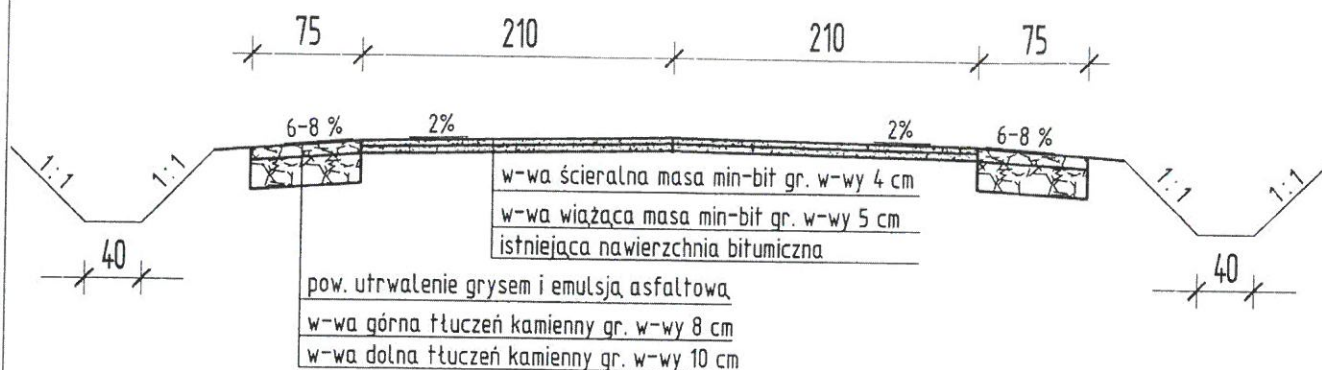 75 210 210 75
6-8 % 2% 2% 6-8 %
1:1 1:1 1:1 1:1
w-wa ścieralna masa min-bit gr. w-wy 4 cm
w-wa wiążąca masa min-bit gr. w-wy 5 cm
istniejąca nawierzchnia bitumiczna
40 40
pow. utrwalenie grysem i emulsją asfaltową
w-wa górna tłuczeń kamienny gr. w-wy 8 cm
w-wa dolna tłuczeń kamienny gr. w-wy 10 cm